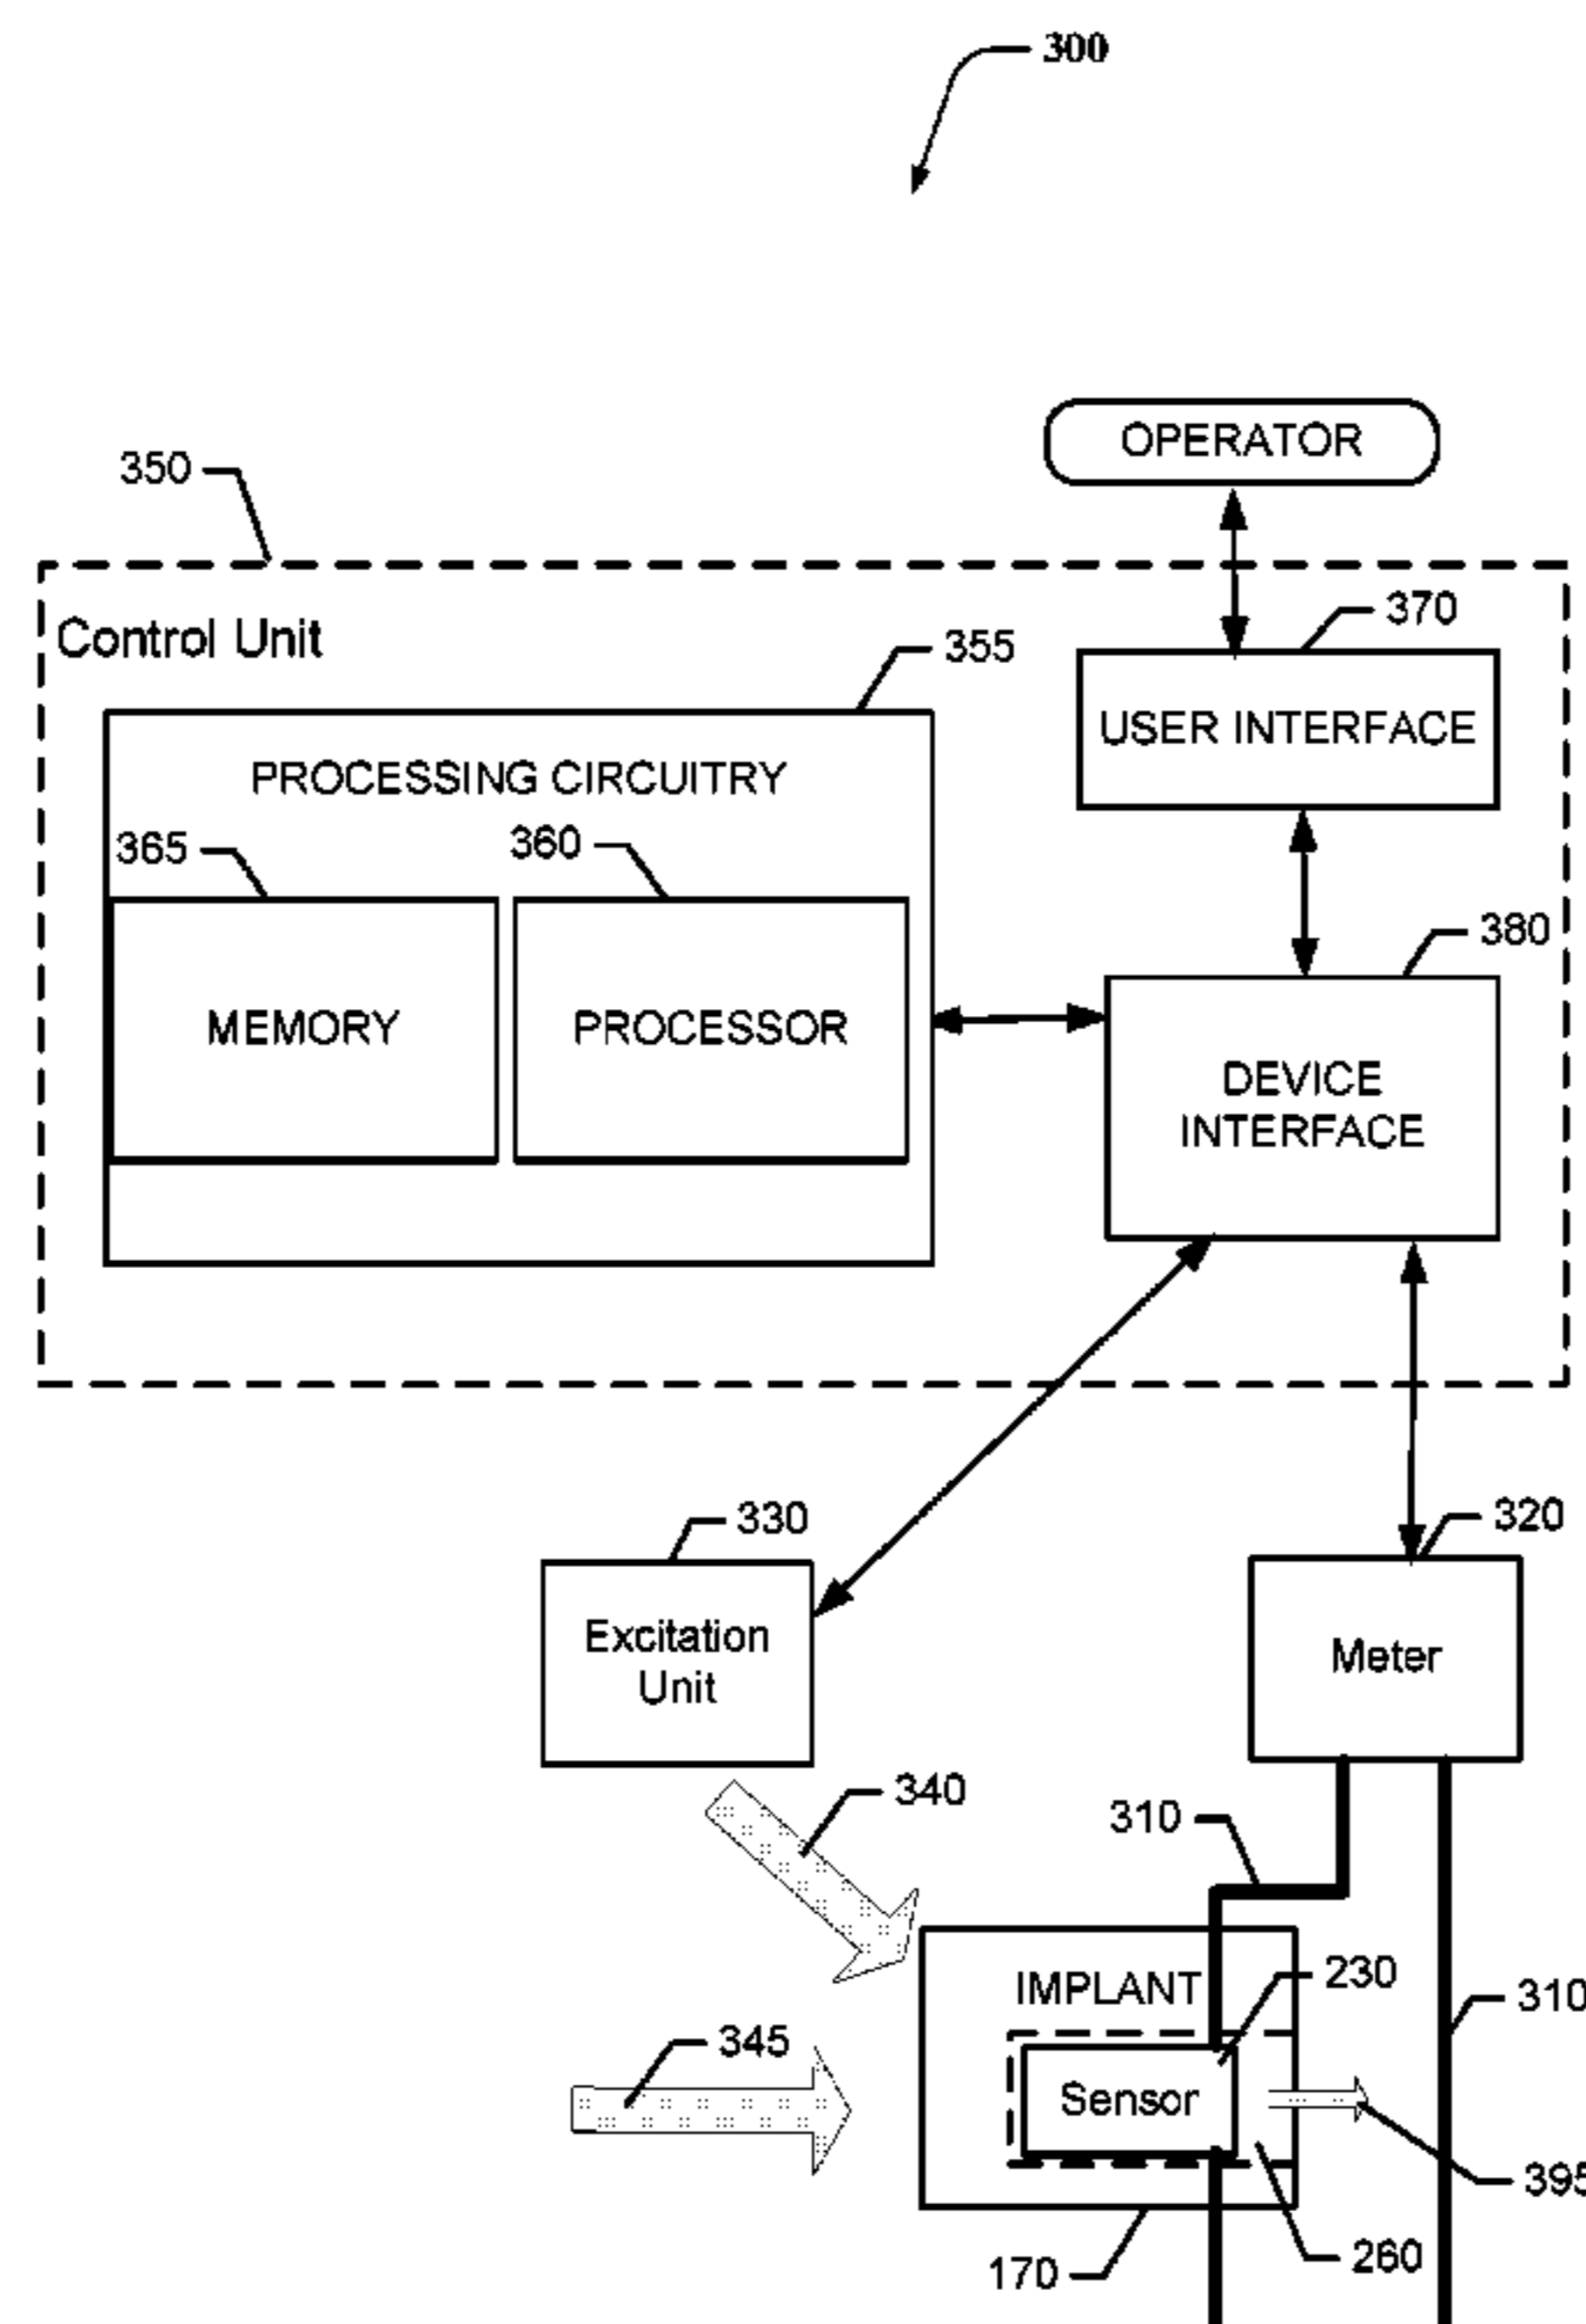 300
OPERATOR
350
370
Control Unit
355
USER INTERFACE
PROCESSING CIRCUITRY
365
360
380
MEMORY
PROCESSOR
DEVICE
INTERFACE
330
320
Excitation
Unit
Meter
340
310
IMPLANT
230
310
345
Sensor
395
260
170